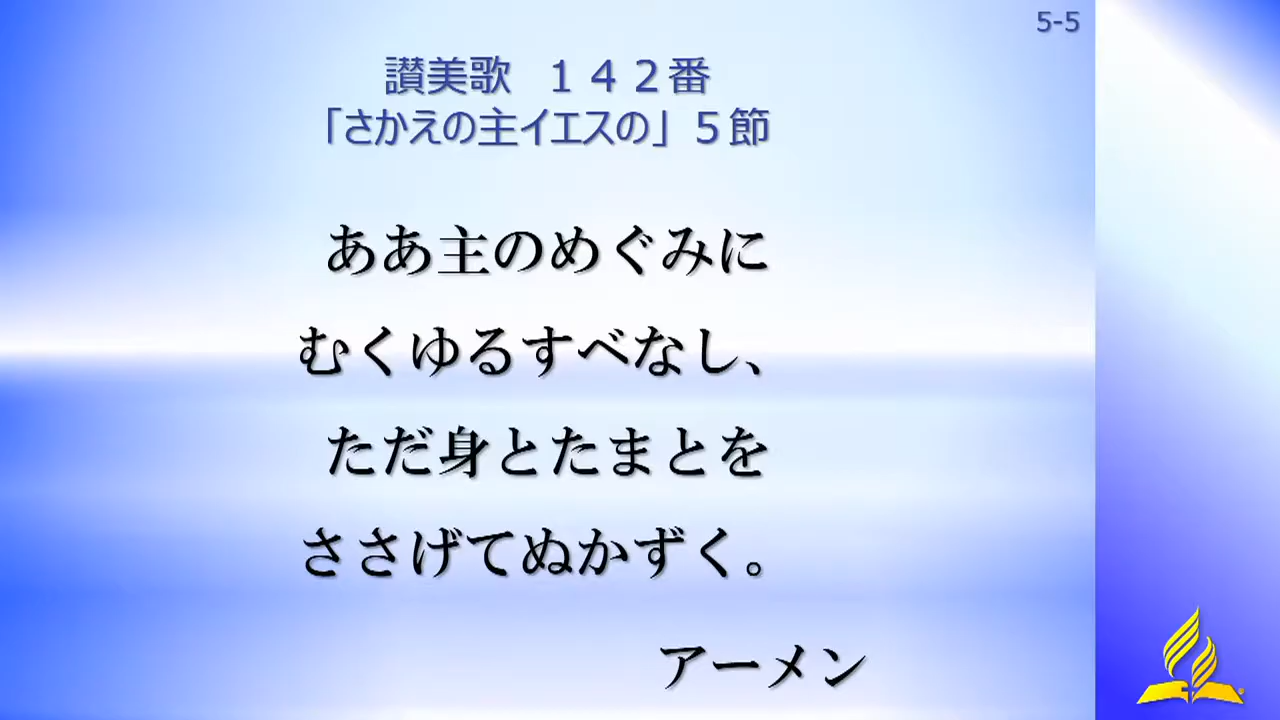 5-5
讃美歌　１４２番
「さかえの主イエスの」５節
ああ主のめぐみに
むくゆるすべなし、
ただ身とたまとを
ささげてぬかずく。
アーメン